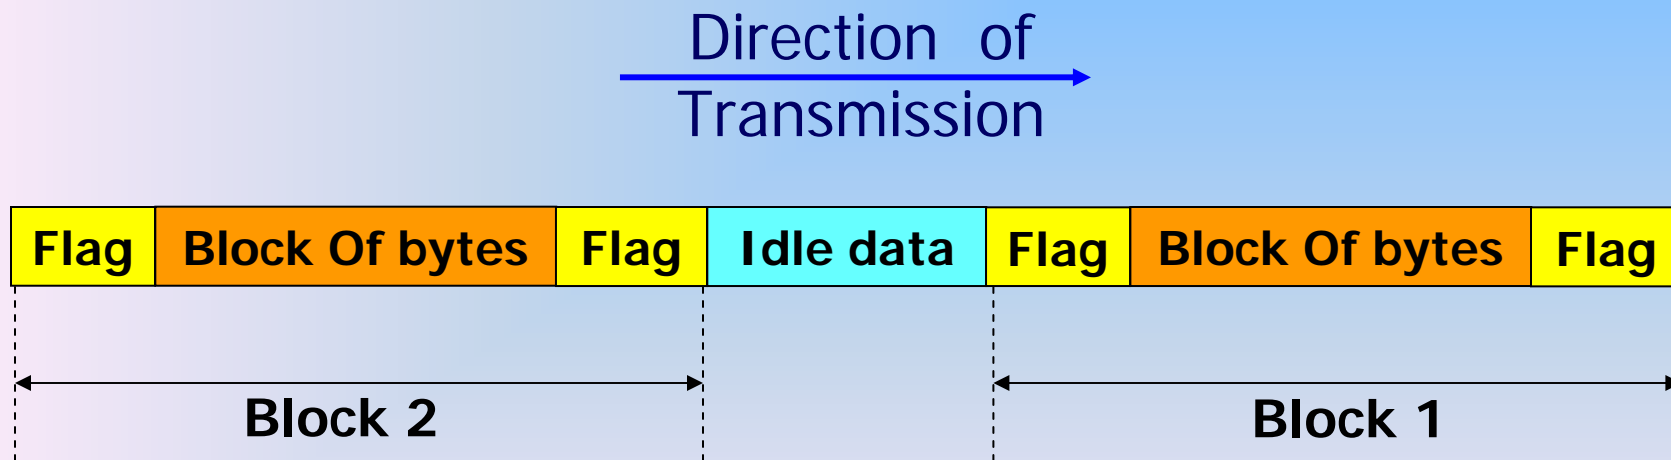 Direction of
Transmission
Flag Block Of bytes Flag Idle data Flag Block Of bytes Flag
Block 2 Block 1